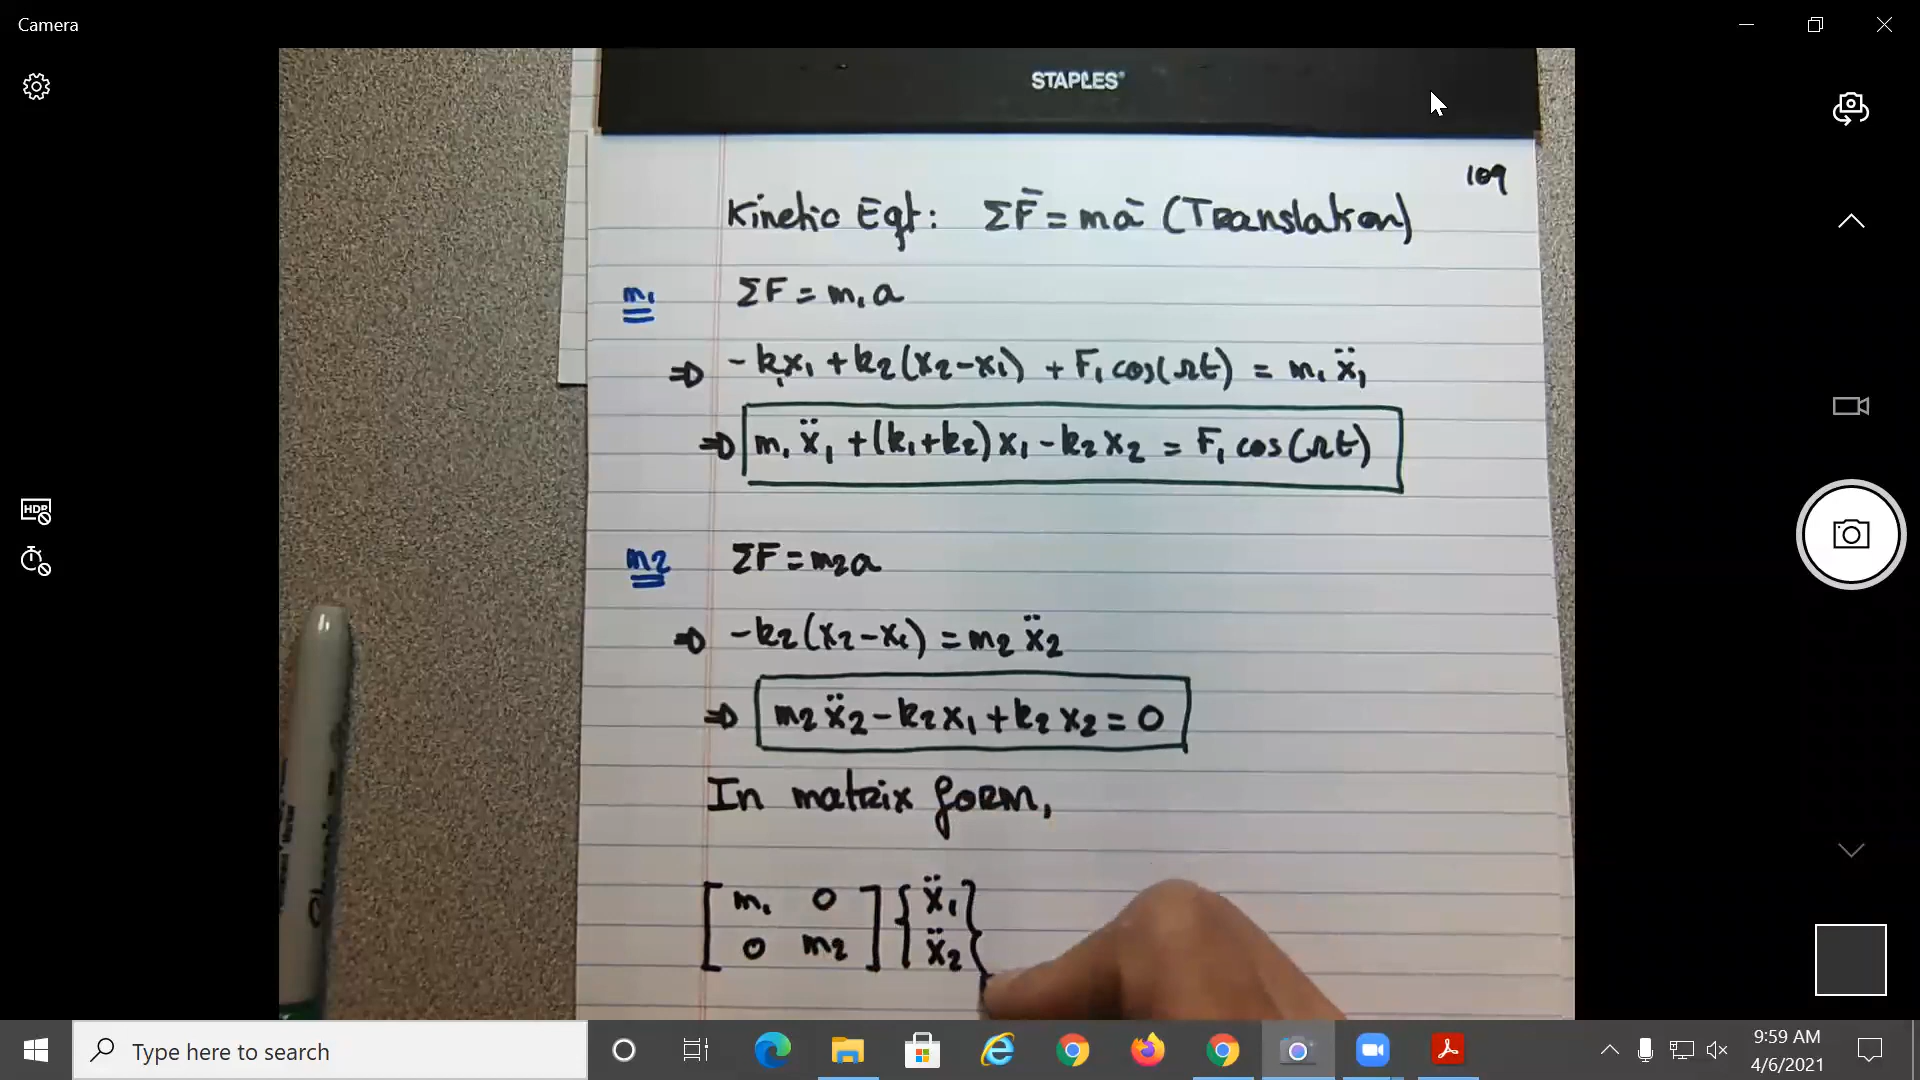 Camera
STAPLES
109
Kinetic Eqt: ΣF̄ = mā (Translation)
m₁ ΣF = m₁a
⇒ -k₁x₁ + k₂(x₂-x₁) + F₁cos(Ωt) = m₁ẍ₁
⇒ m₁ẍ₁ + (k₁+k₂)x₁ - k₂x₂ = F₁cos(Ωt)
m₂ ΣF = m₂a
⇒ -k₂(x₂-x₁) = m₂ẍ₂
⇒ m₂ẍ₂ - k₂x₁ + k₂x₂ = 0
In matrix form,
[m₁ 0] {ẍ₁}
[0 m₂] {ẍ₂}
HDR
Type here to search
9:59 AM
4/6/2021